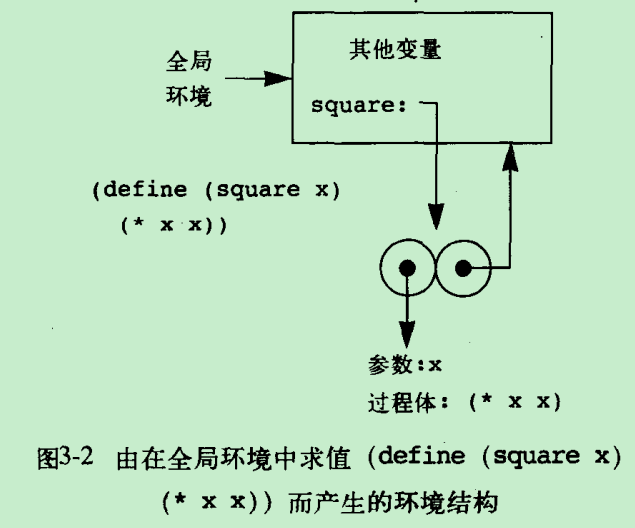 其他变量
全局
环境
square:
(define (square x)
(* x x))
参数:x
过程体: (* x x)
图3-2 由在全局环境中求值 (define (square x)
(* x x)) 而产生的环境结构